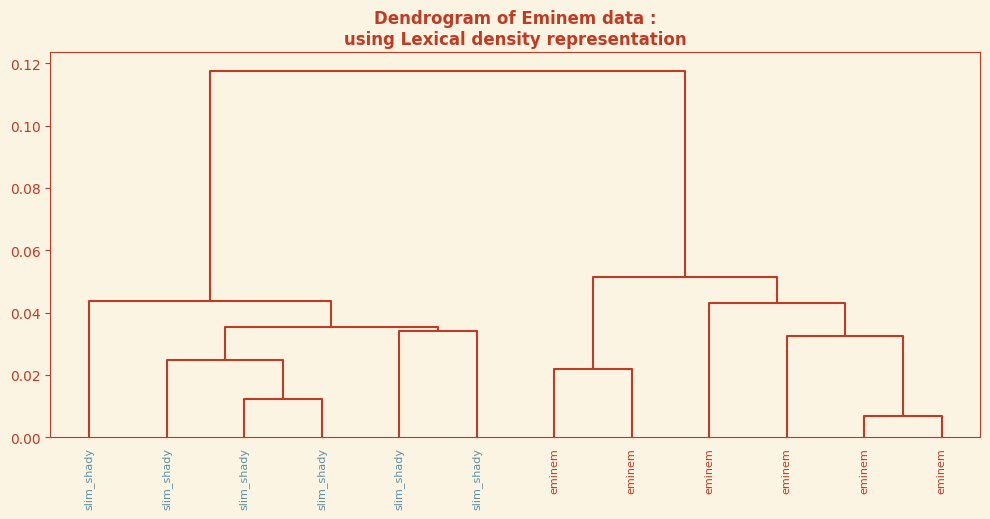 Dendrogram of Eminem data :
using Lexical density representation
0.12
0.10
0.08
0.06
0.04
0.02
0.00
slim_shady
slim_shady
slim_shady
slim_shady
slim_shady
slim_shady
eminem
eminem
eminem
eminem
eminem
eminem